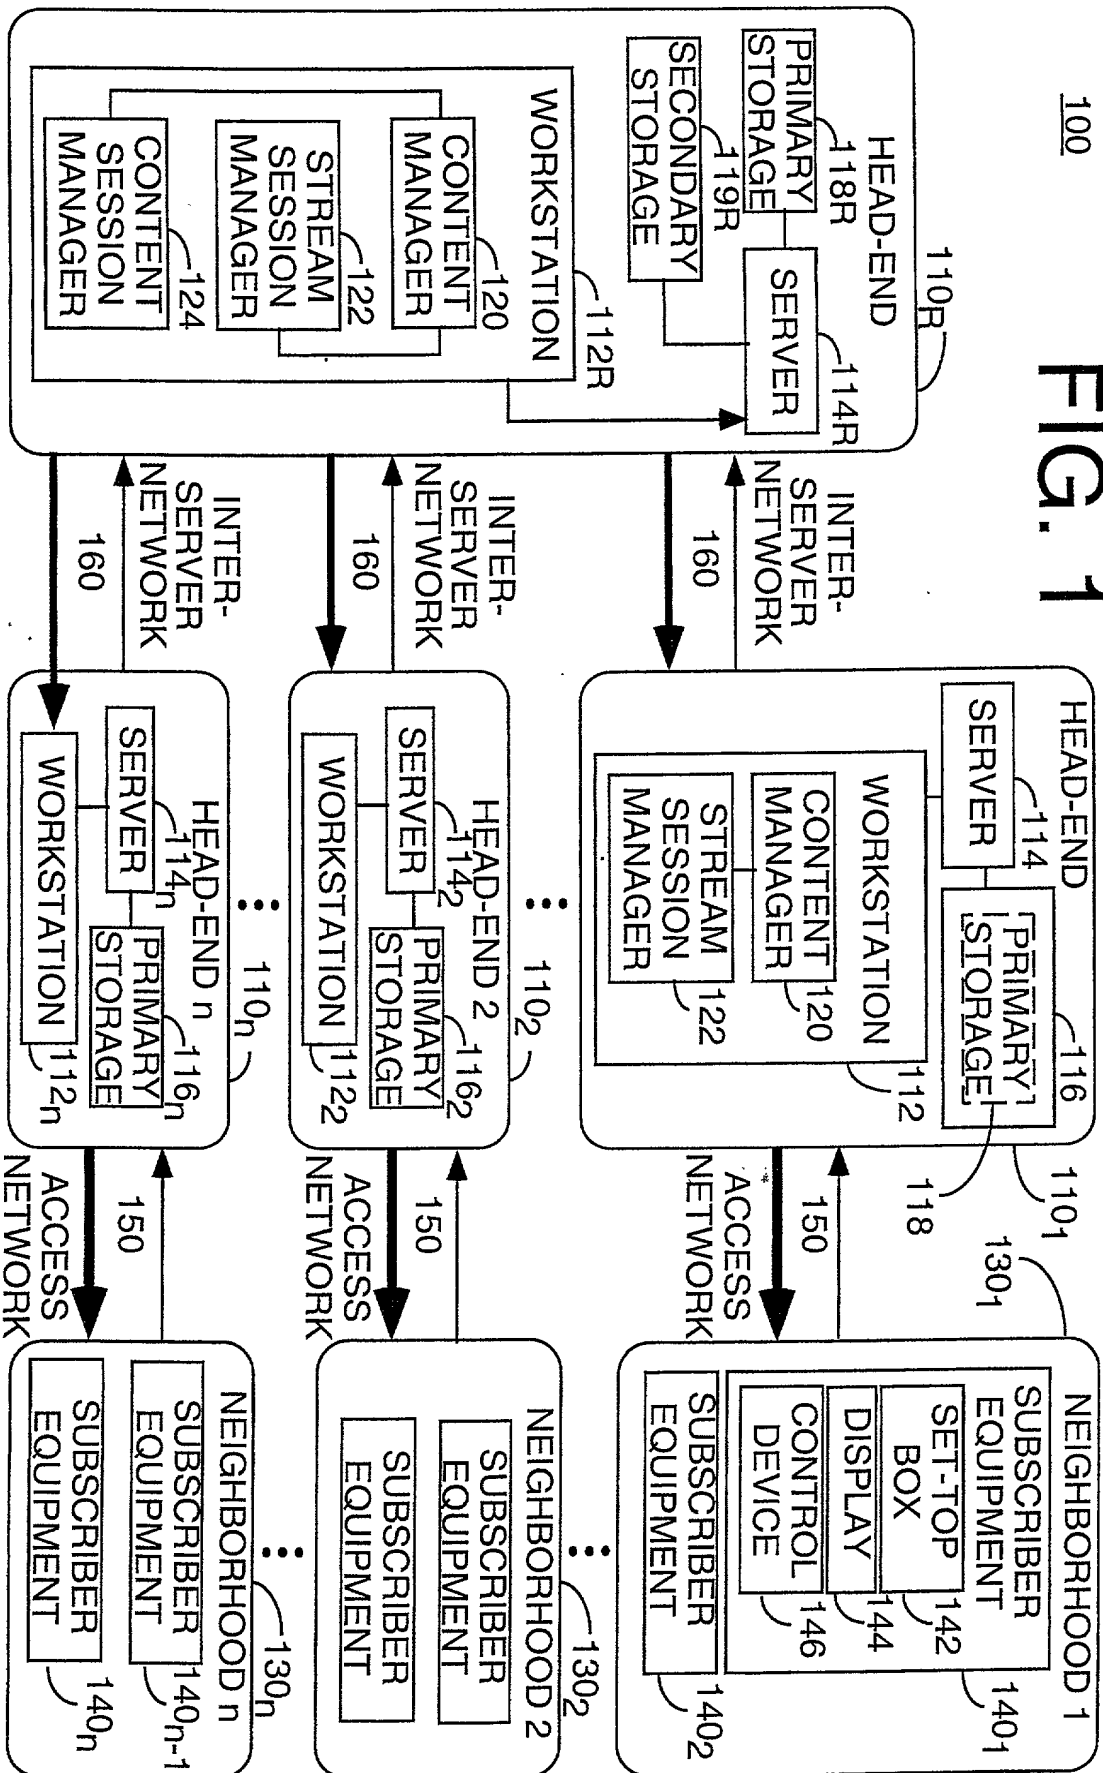 100
FIG. 1
HEAD-END
110R
PRIMARY
STORAGE
118R
SECONDARY
STORAGE
119R
SERVER
114R
WORKSTATION
112R
CONTENT
MANAGER
120
STREAM
SESSION
MANAGER
122
CONTENT
SESSION
MANAGER
124
INTER-
SERVER
NETWORK
160
INTER-
SERVER
NETWORK
160
INTER-
SERVER
NETWORK
160
HEAD-END
1101
SERVER
114
PRIMARY
STORAGE
116
118
WORKSTATION
112
CONTENT
MANAGER
120
STREAM
SESSION
MANAGER
122
HEAD-END 2
1102
SERVER
1142
PRIMARY
STORAGE
1162
WORKSTATION
1122
HEAD-END n
110n
SERVER
114n
PRIMARY
STORAGE
116n
WORKSTATION
112n
150
ACCESS
NETWORK
150
ACCESS
NETWORK
150
ACCESS
NETWORK
1301
NEIGHBORHOOD 1
SUBSCRIBER
EQUIPMENT
SET-TOP
BOX
142
DISPLAY
144
CONTROL
DEVICE
146
1401
SUBSCRIBER
EQUIPMENT
1402
NEIGHBORHOOD 2
1302
SUBSCRIBER
EQUIPMENT
SUBSCRIBER
EQUIPMENT
NEIGHBORHOOD n
130n
SUBSCRIBER
EQUIPMENT
140n-1
SUBSCRIBER
EQUIPMENT
140n